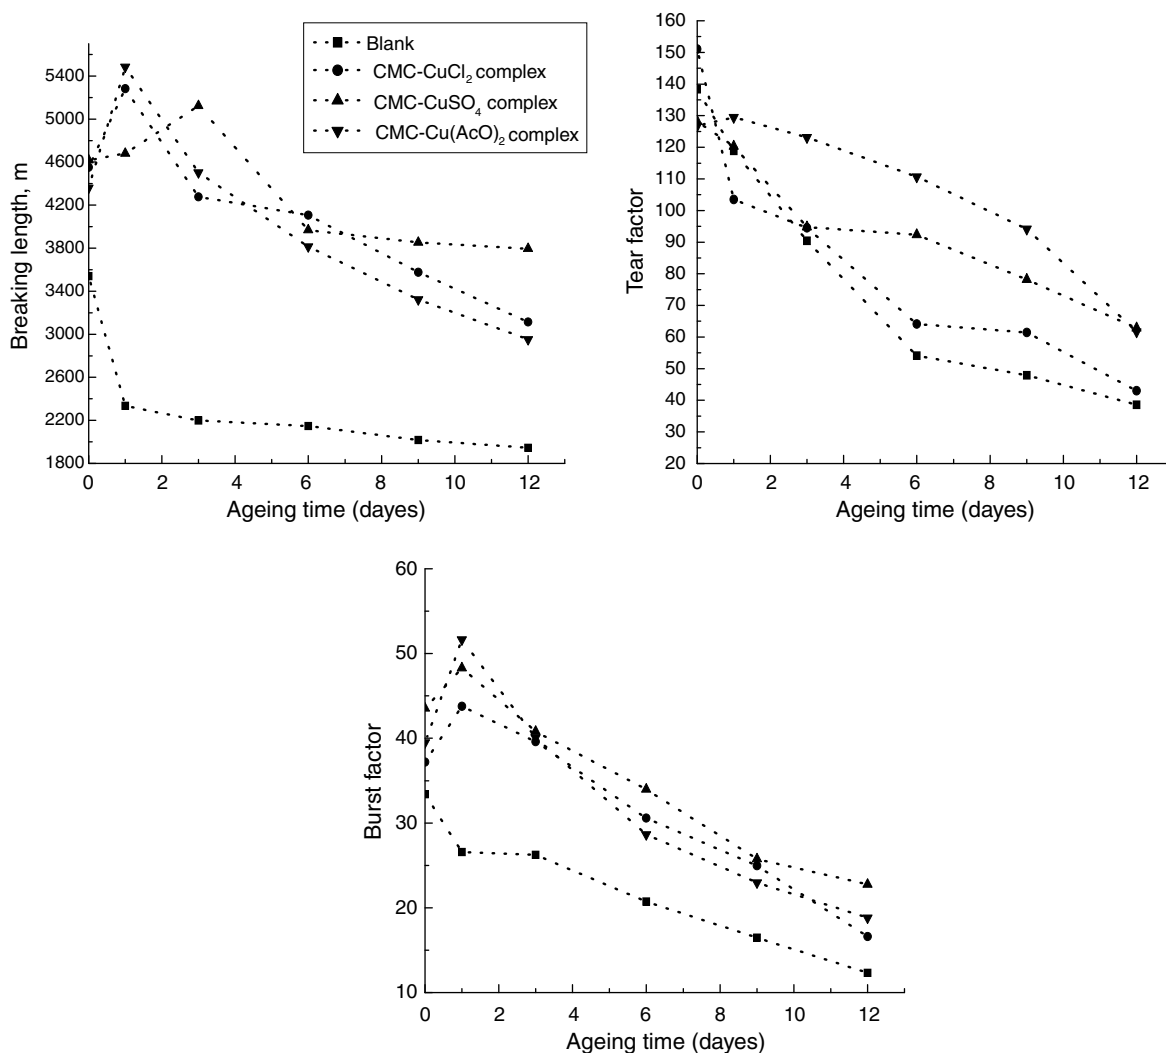 Blank
CMC-CuCl₂ complex
CMC-CuSO₄ complex
CMC-Cu(AcO)₂ complex
Breaking length, m
5400
5000
4600
4200
3800
3400
3000
2600
2200
1800
0 2 4 6 8 10 12
Ageing time (dayes)
Tear factor
160
150
140
130
120
110
100
90
80
70
60
50
40
30
20
0 2 4 6 8 10 12
Ageing time (dayes)
Burst factor
60
50
40
30
20
10
0 2 4 6 8 10 12
Ageing time (dayes)